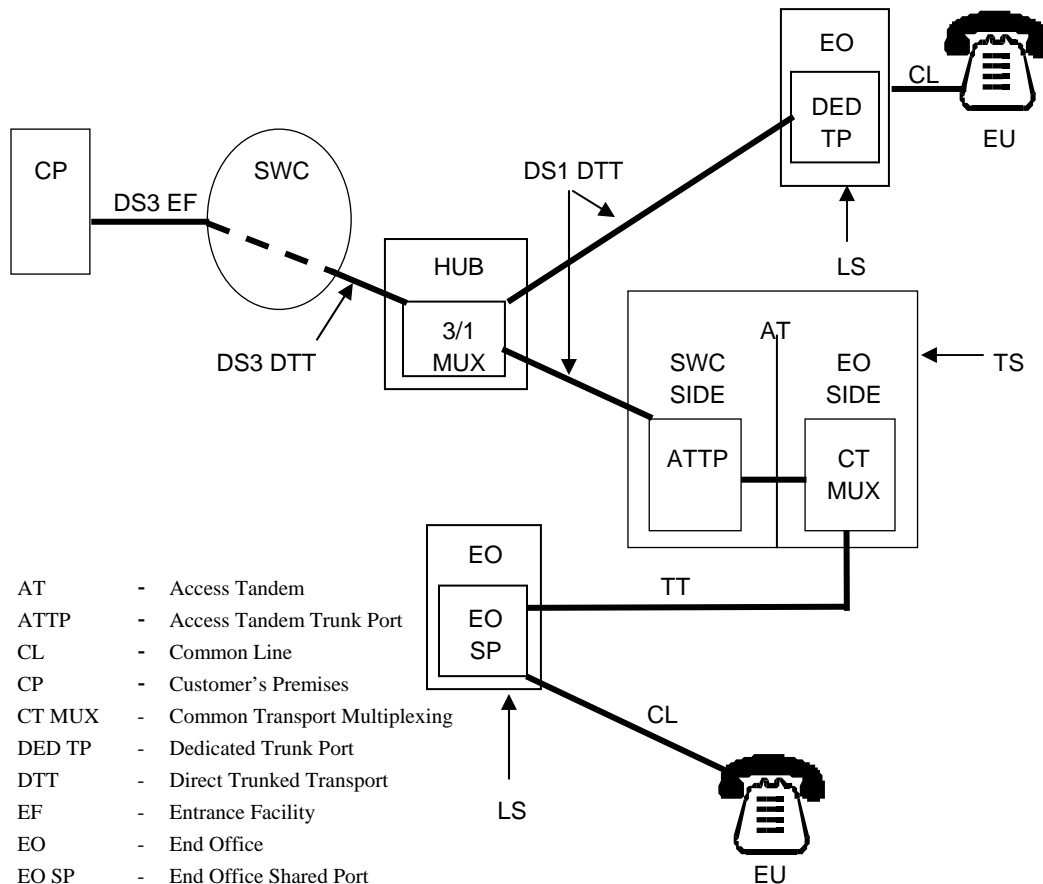 EO
DED
TP
CL
EU
CP
SWC
DS3 EF
DS1 DTT
LS
HUB
3/1
MUX
DS3 DTT
AT
SWC
SIDE
EO
SIDE
TS
ATTP
CT
MUX
EO
EO
SP
TT
CL
LS
EU
AT - Access Tandem
ATTP - Access Tandem Trunk Port
CL - Common Line
CP - Customer's Premises
CT MUX - Common Transport Multiplexing
DED TP - Dedicated Trunk Port
DTT - Direct Trunked Transport
EF - Entrance Facility
EO - End Office
EO SP - End Office Shared Port